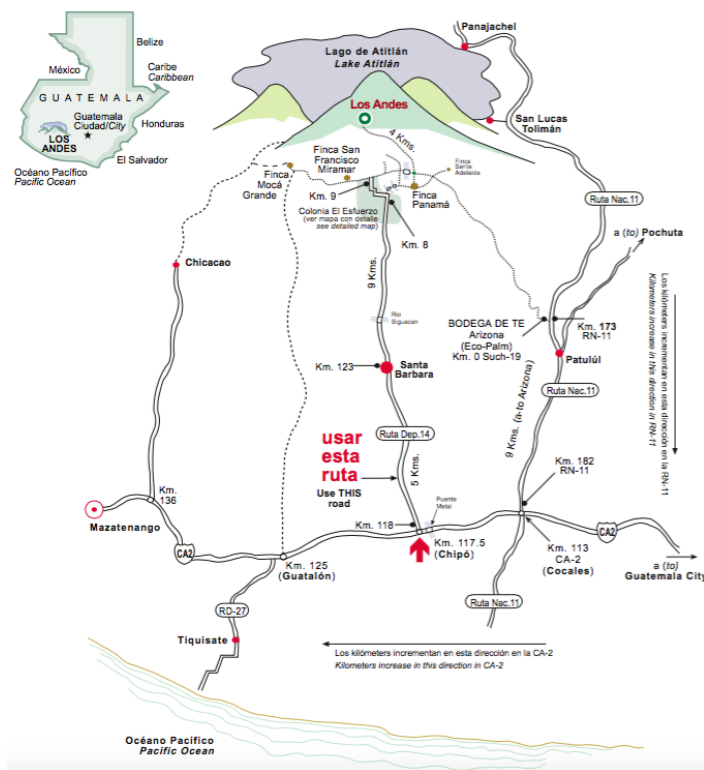 Belize
México
Caribe
Caribbean
GUATEMALA
Guatemala
Ciudad/City
Honduras
LOS
ANDES
El Salvador
Océano Pacífico
Pacific Ocean
Panajachel
Lago de Atitlán
Lake Atitlán
Los Andes
San Lucas
Tolimán
4 Kms.
Finca San
Francisco
Miramar
Finca
Santa
Adelaida
Finca
Mocá
Grande
Km. 9
Finca
Panamá
Ruta Nac.11
Colonia El Esfuerzo
(ver mapa con detalle
see detailed map)
Km. 8
a (to) Pochuta
Chicacao
9 Kms.
Los kilómeters incrementan en esta dirección en la RN-11
Kilometers increase in this direction in RN-11
Rio
Siguacan
BODEGA DE TE
Arizona
(Eco-Palm)
Km. 0 Such-19
Km. 173
RN-11
Patulúl
Km. 123
Santa
Barbara
Ruta Nac.11
9 Kms. (a-to Arizona)
Ruta Dep.14
usar
esta
ruta
Use THIS
road
5 Kms.
Km. 182
RN-11
Km.
136
Mazatenango
Puente
Metal
Km. 118
CA2
CA2
Km. 117.5
(Chipó)
Km. 113
CA-2
(Cocales)
Km. 125
(Guatalón)
a (to)
Guatemala City
RD-27
Ruta Nac.11
Tiquisate
Los kilómeters incrementan en esta dirección en la CA-2
Kilometers increase in this direction in CA-2
Océano Pacífico
Pacific Ocean